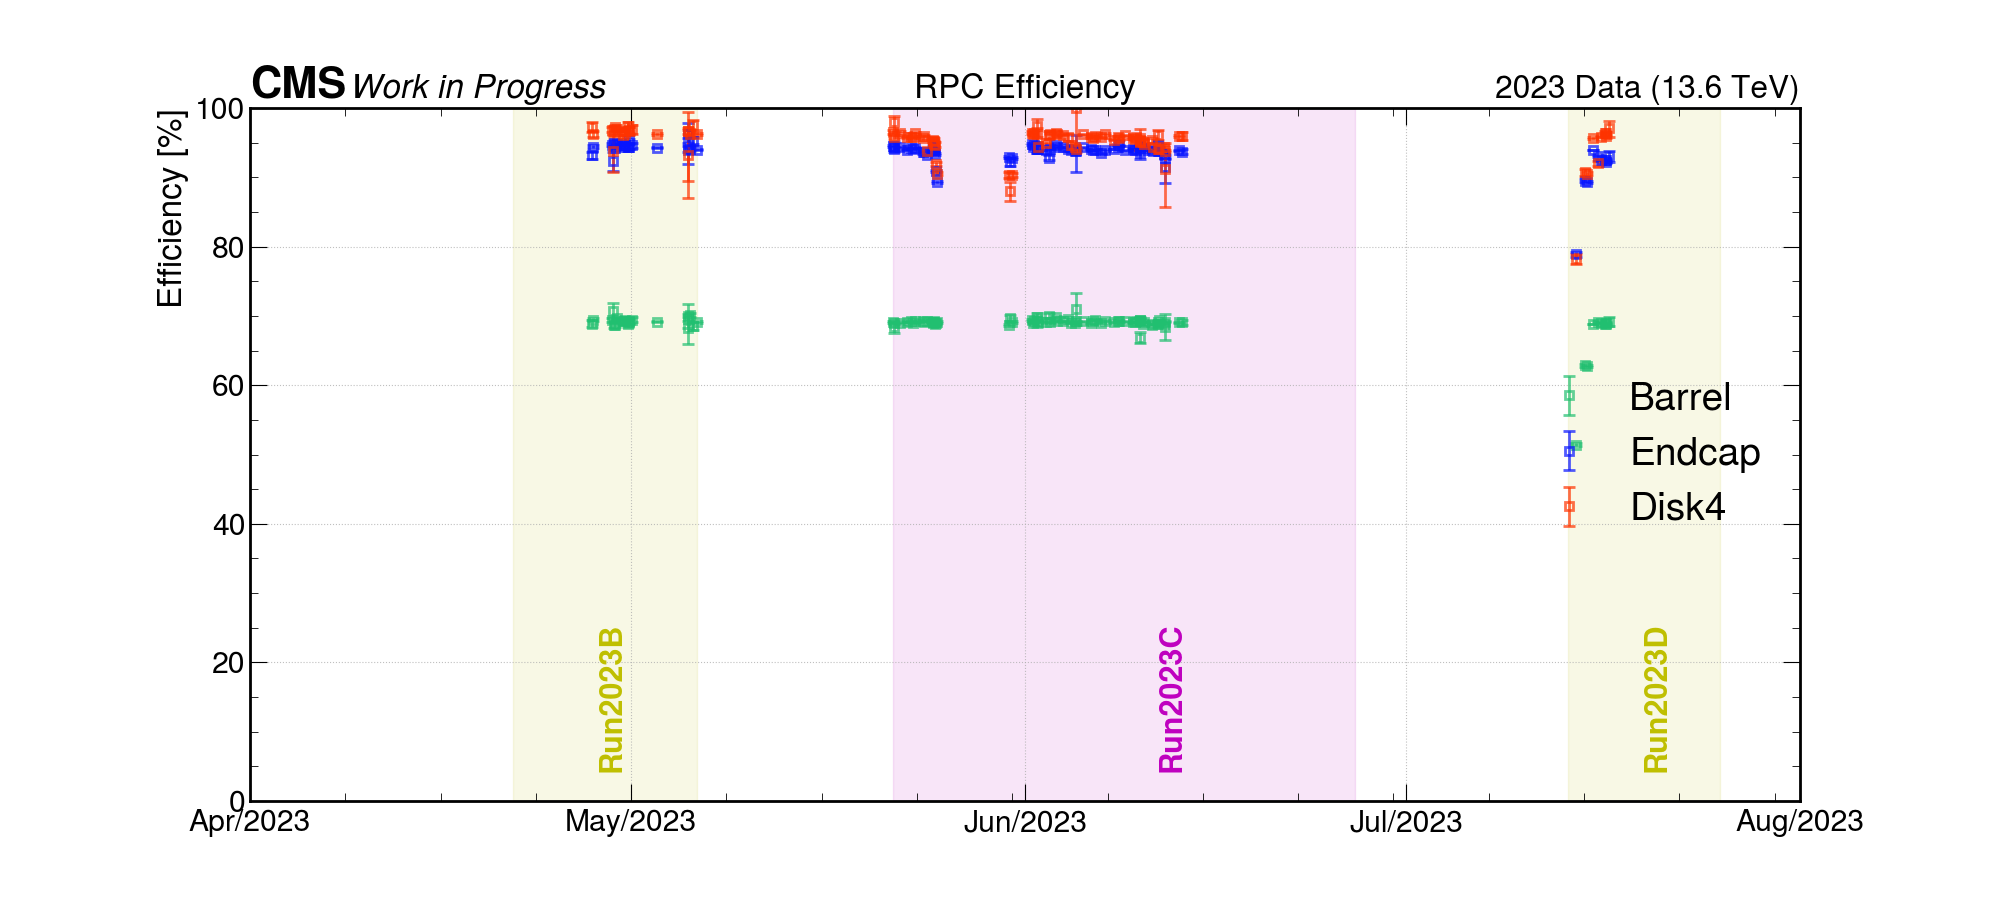 CMS Work in Progress RPC Efficiency 2023 Data (13.6 TeV)
Efficiency [%]
100
80
60
40
20
0
Barrel
Endcap
Disk4
Run2023B
Run2023C
Run2023D
Apr/2023 May/2023 Jun/2023 Jul/2023 Aug/2023